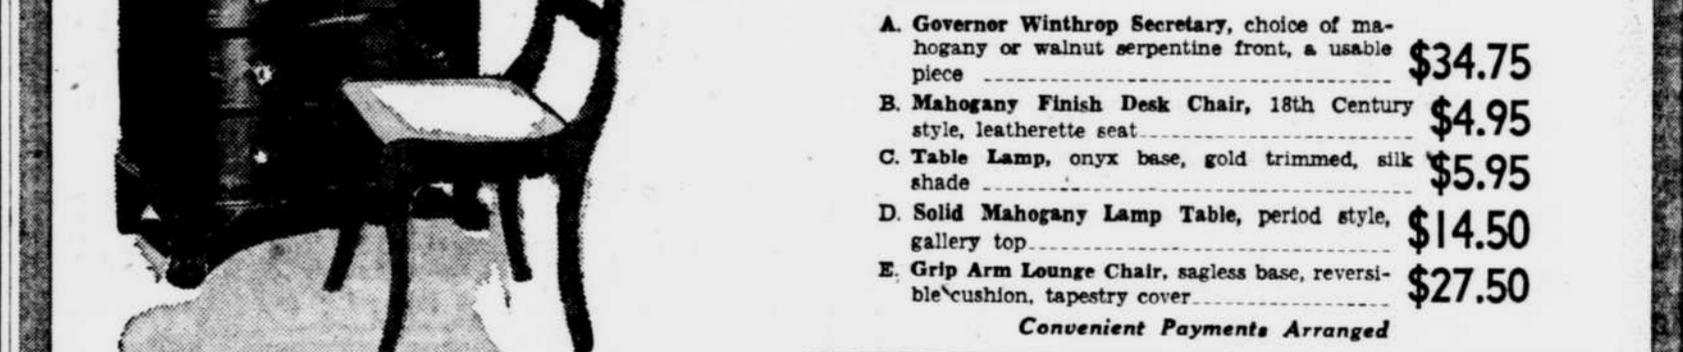 A. Governor Winthrop Secretary, choice of ma-
hogany or walnut serpentine front, a usable
piece $34.75
B. Mahogany Finish Desk Chair, 18th Century
style, leatherette seat $4.95
C. Table Lamp, onyx base, gold trimmed, silk
shade $5.95
D. Solid Mahogany Lamp Table, period style,
gallery top $14.50
E. Grip Arm Lounge Chair, sagless base, reversi-
ble cushion, tapestry cover $27.50
Convenient Payments Arranged